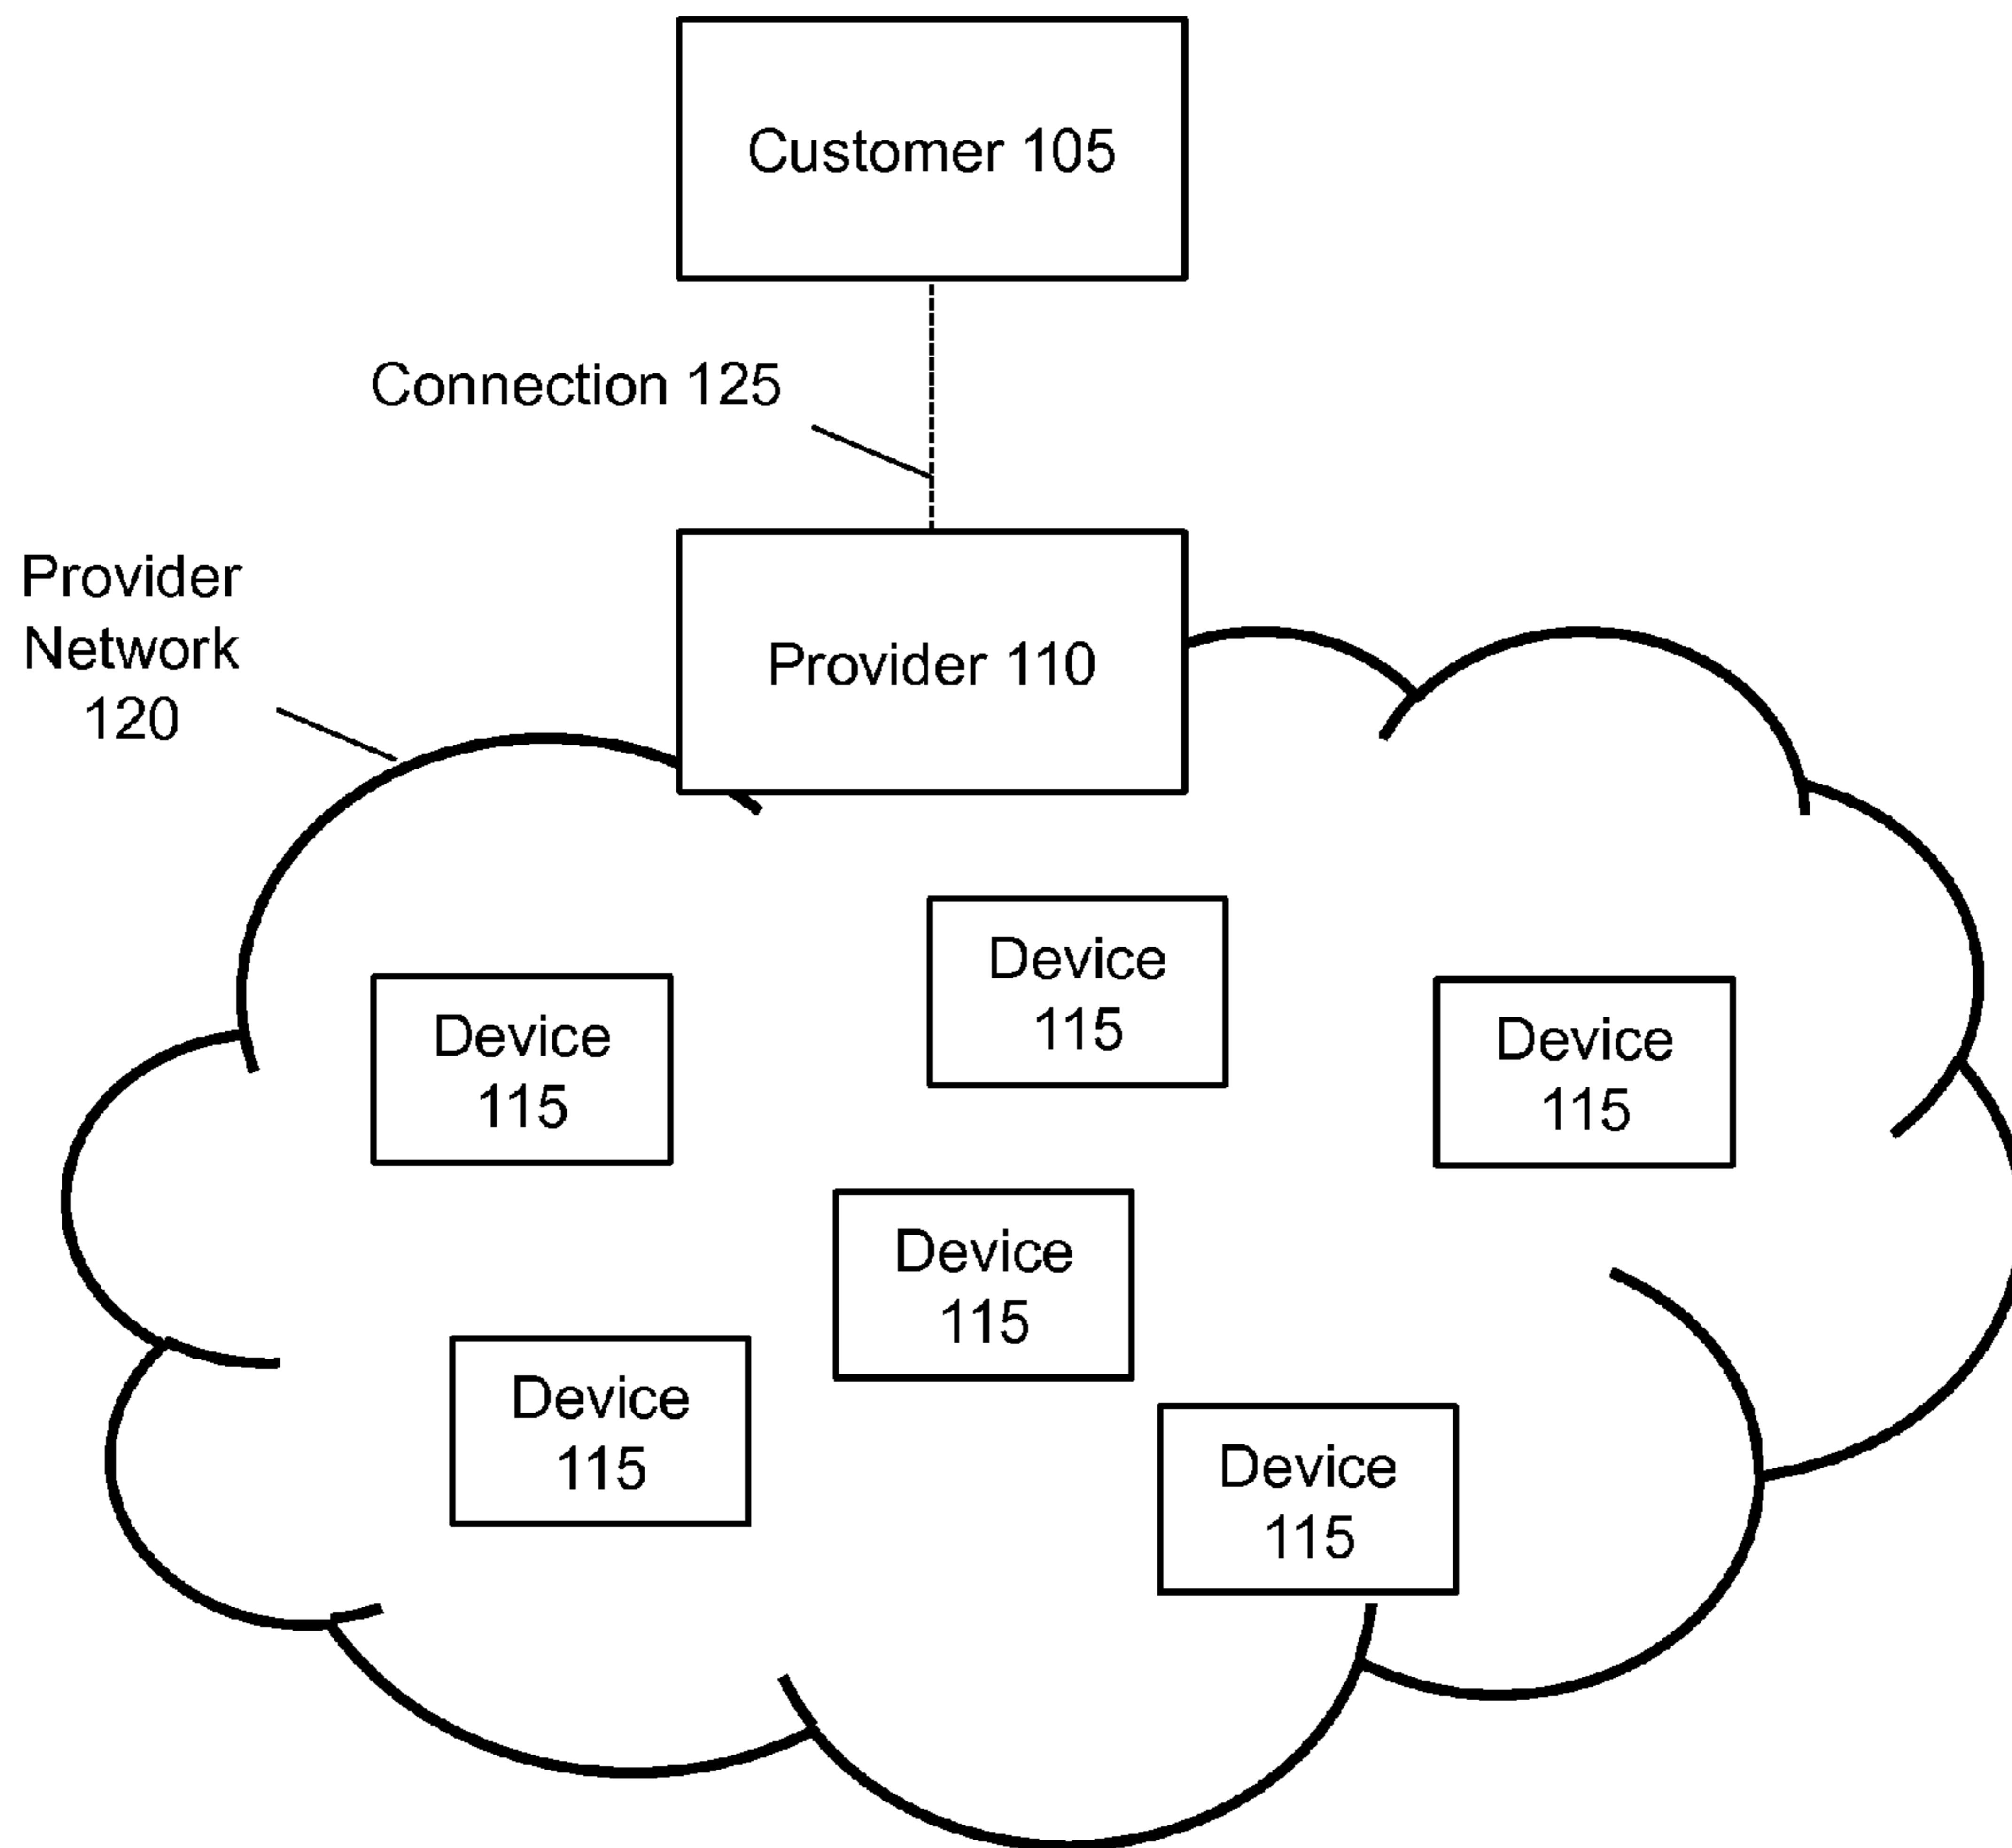 Customer 105
Connection 125
Provider
Network
120
Provider 110
Device
115
Device
115
Device
115
Device
115
Device
115
Device
115